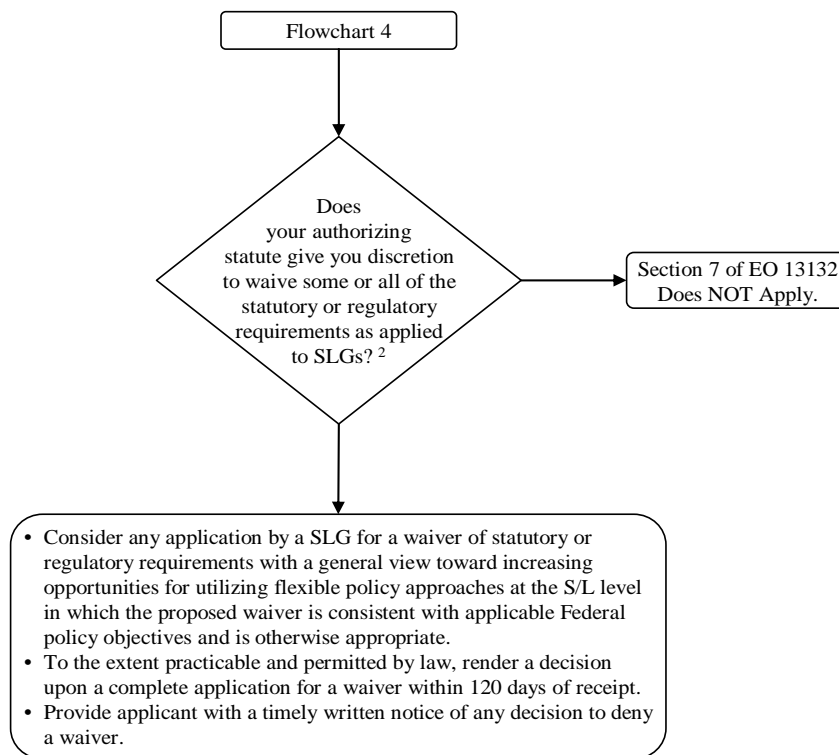 Flowchart 4
Does
your authorizing
statute give you discretion
to waive some or all of the
statutory or regulatory
requirements as applied
to SLGs? 2
Section 7 of EO 13132
Does NOT Apply.
• Consider any application by a SLG for a waiver of statutory or
regulatory requirements with a general view toward increasing
opportunities for utilizing flexible policy approaches at the S/L level
in which the proposed waiver is consistent with applicable Federal
policy objectives and is otherwise appropriate.
• To the extent practicable and permitted by law, render a decision
upon a complete application for a waiver within 120 days of receipt.
• Provide applicant with a timely written notice of any decision to deny
a waiver.